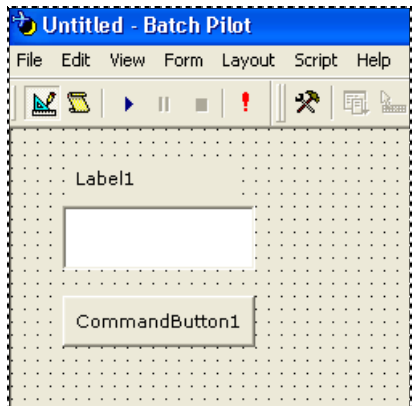 Untitled - Batch Pilot
File Edit View Form Layout Script Help
Label1
CommandButton1